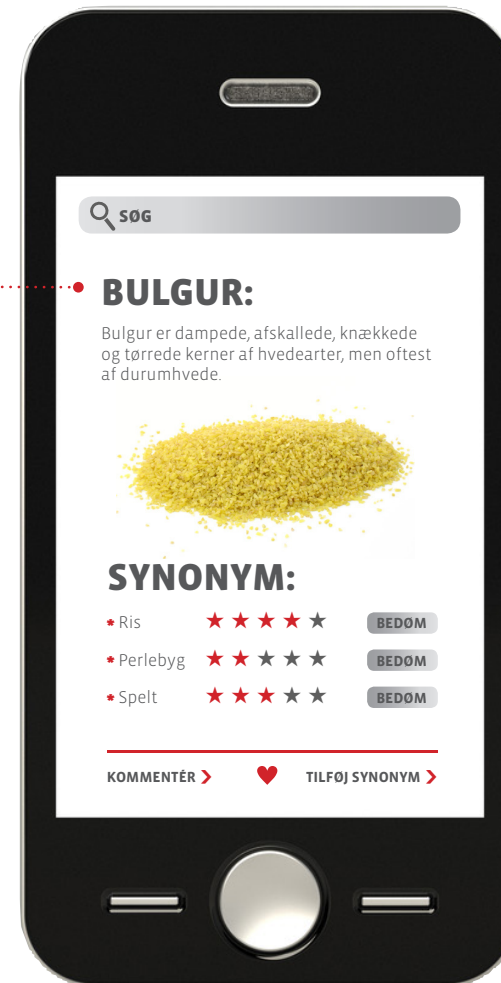 SØG
BULGUR:
Bulgur er dampede, afskallede, knækkede
og tørrede kerner af hvedearter, men oftest
af durumhvede.
SYNONYM:
* Ris BEDØM
* Perlebyg BEDØM
* Spelt BEDØM
KOMMENTÉR TILFØJ SYNONYM